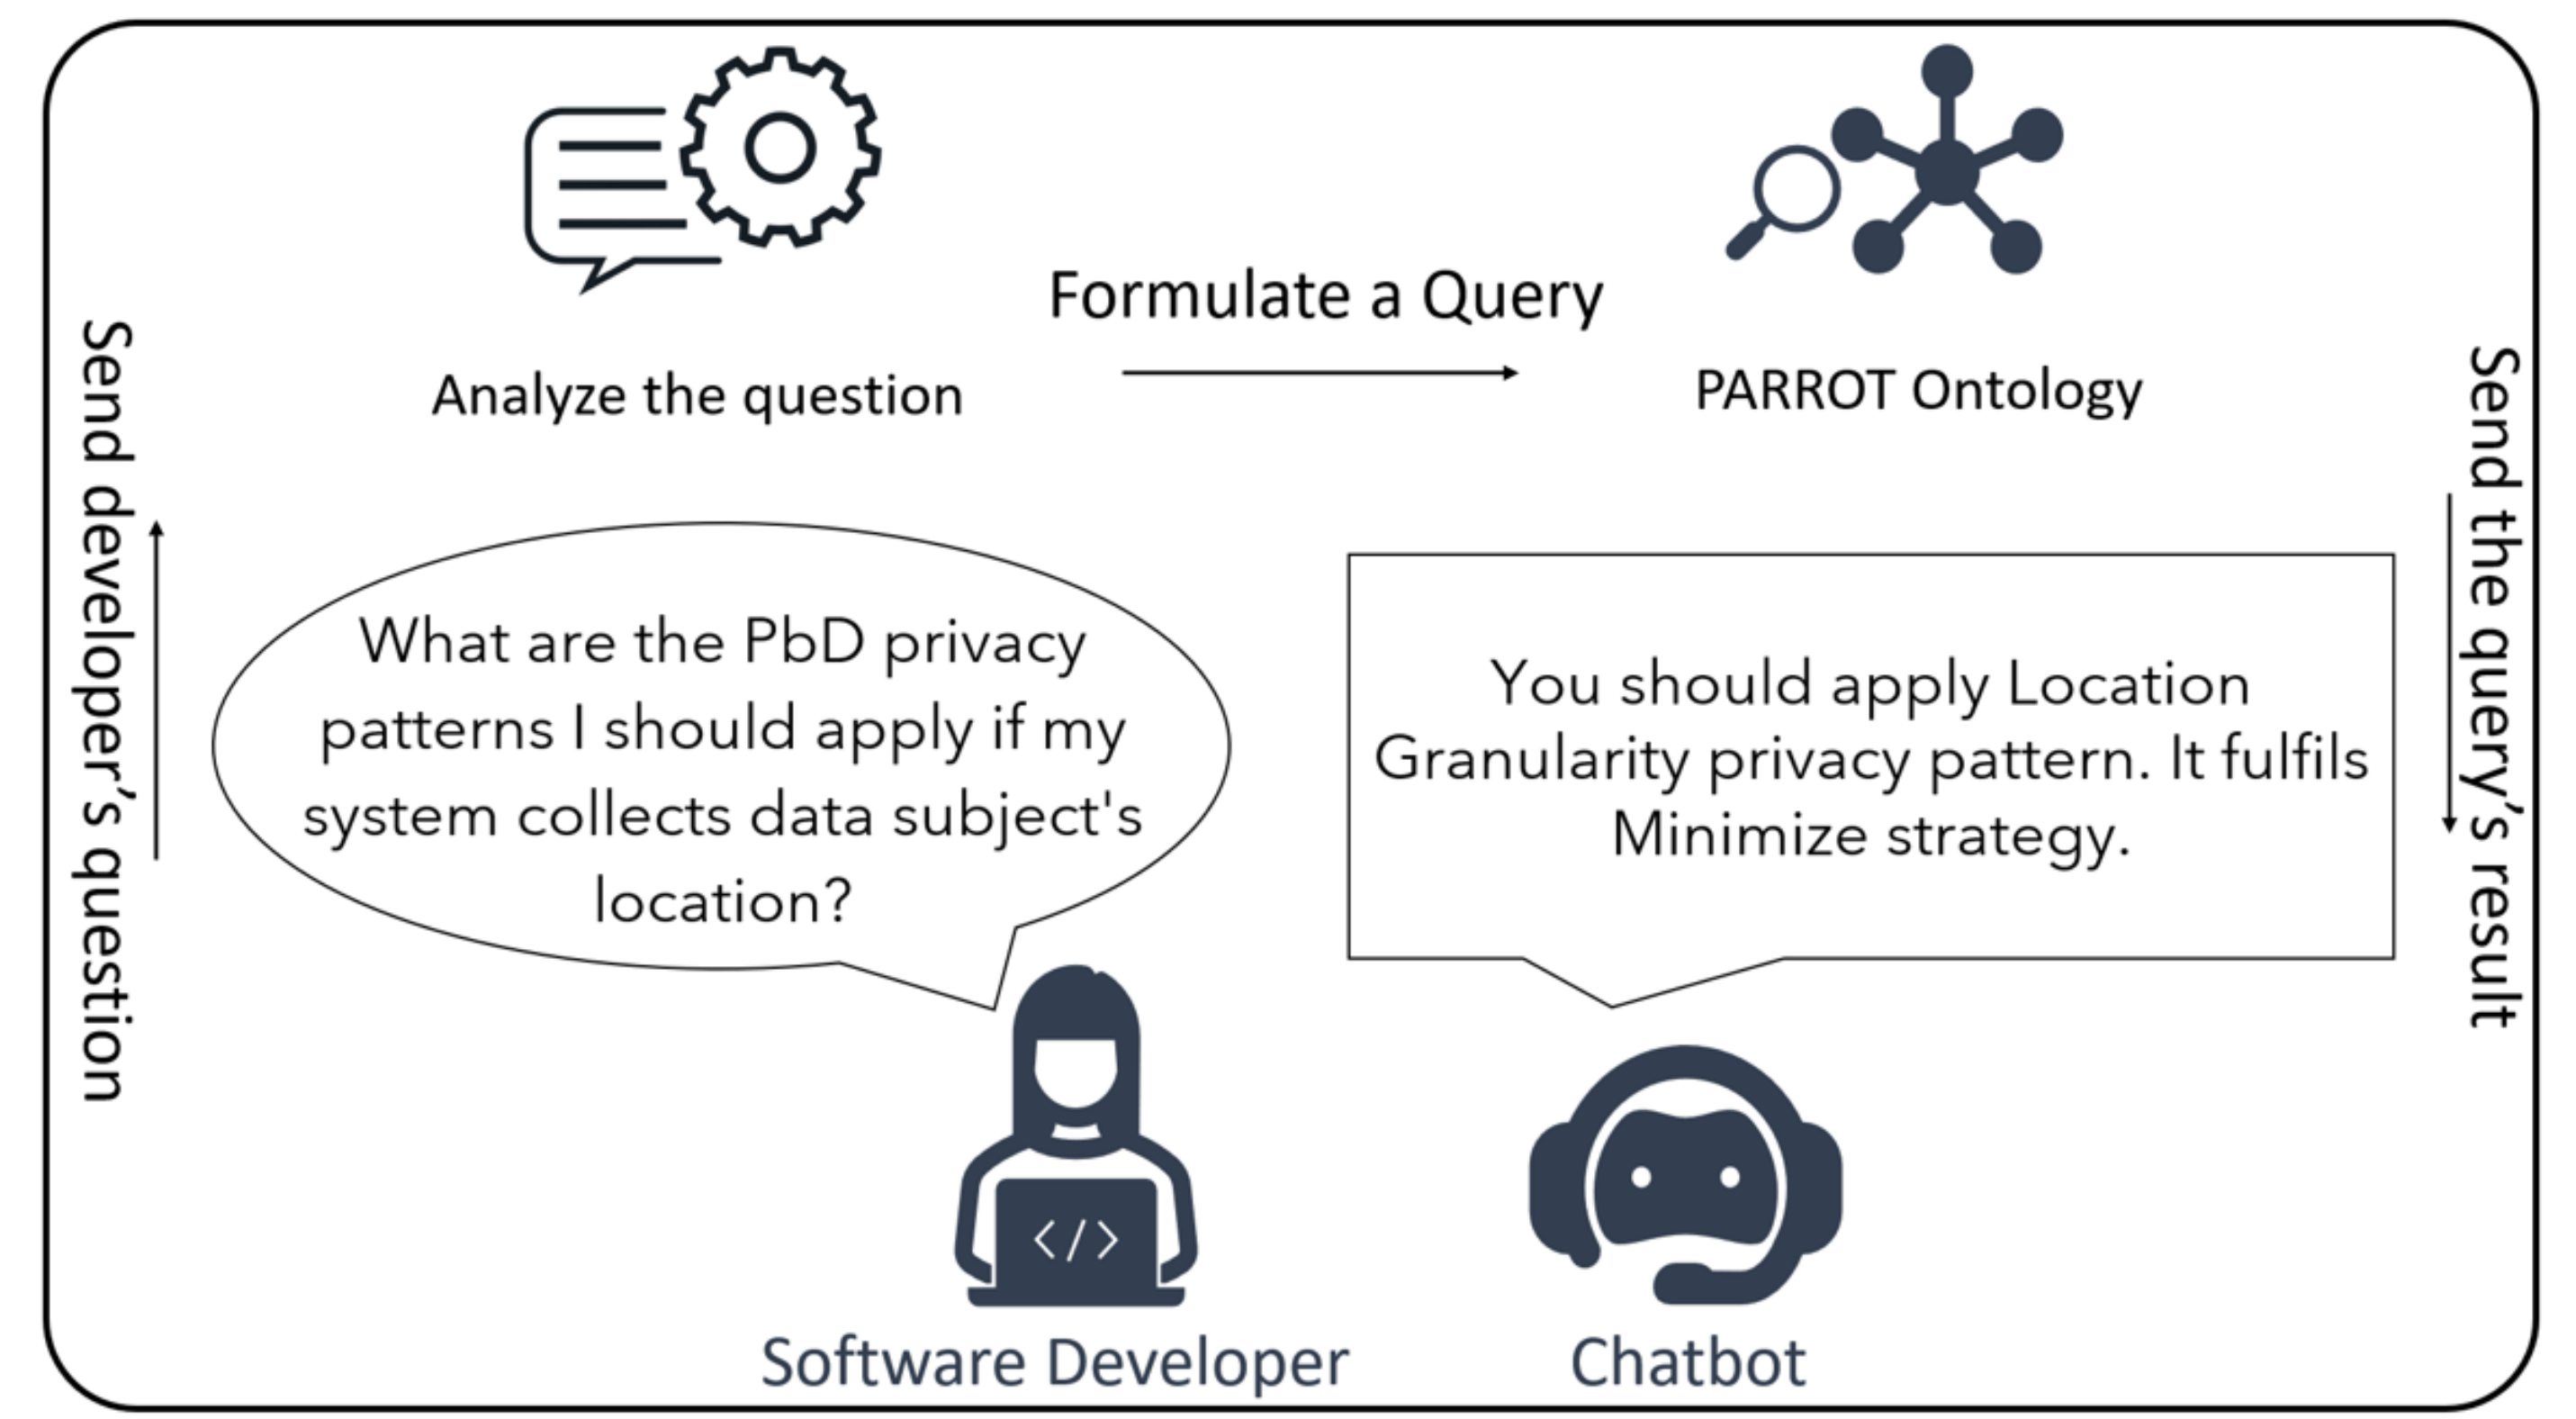 Formulate a Query
Analyze the question
PARROT Ontology
Send developer’s question
What are the PbD privacy
patterns I should apply if my
system collects data subject's
location?
You should apply Location
Granularity privacy pattern. It fulfils
Minimize strategy.
Send the query’s result
</>
Software Developer
Chatbot